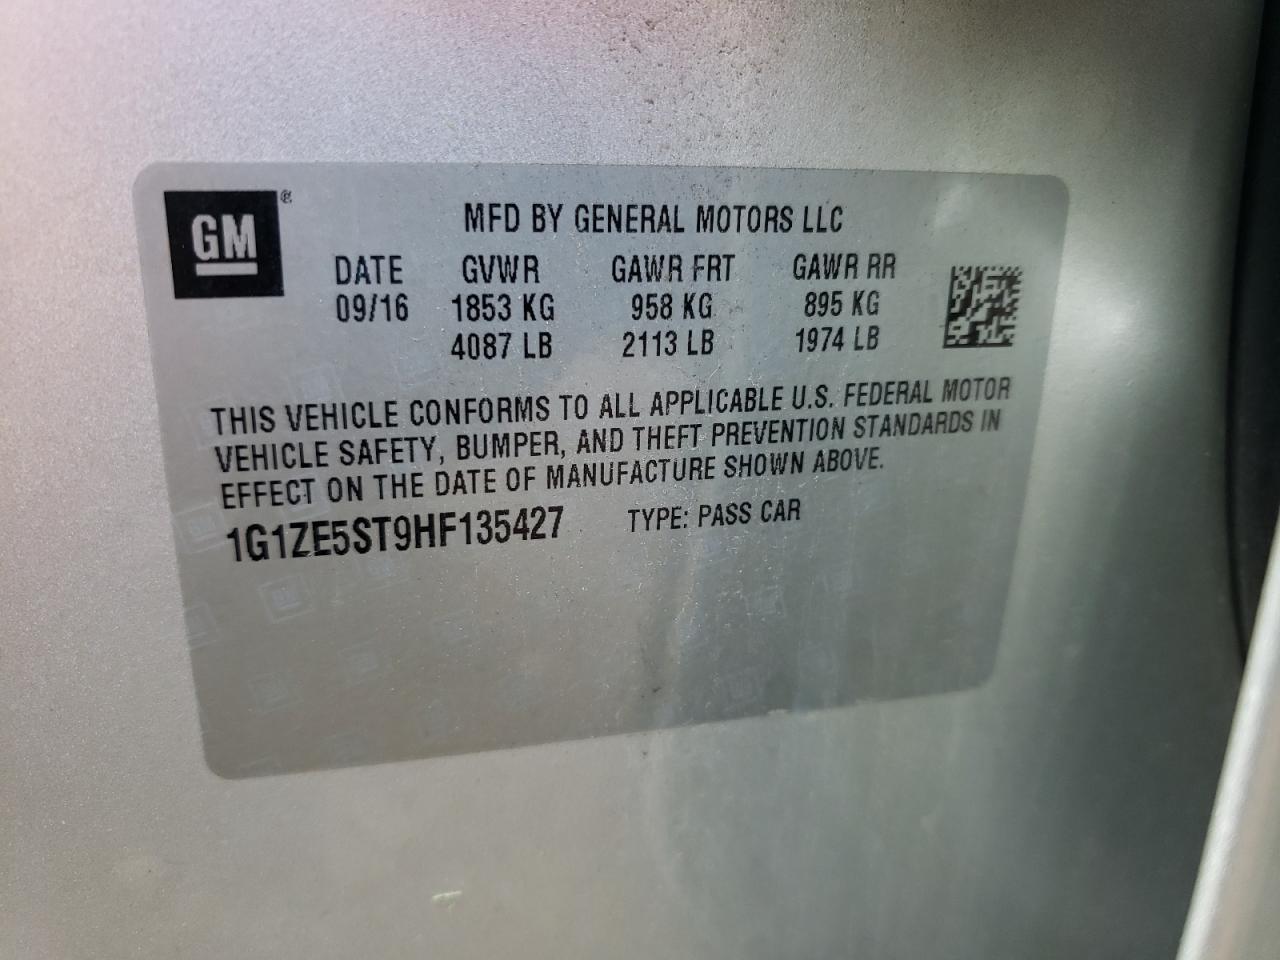 GM
MFD BY GENERAL MOTORS LLC
DATE GVWR GAWR FRT GAWR RR
09/16 1853 KG 958 KG 895 KG
4087 LB 2113 LB 1974 LB
THIS VEHICLE CONFORMS TO ALL APPLICABLE U.S. FEDERAL MOTOR
VEHICLE SAFETY, BUMPER, AND THEFT PREVENTION STANDARDS IN
EFFECT ON THE DATE OF MANUFACTURE SHOWN ABOVE.
1G1ZE5ST9HF135427 TYPE: PASS CAR